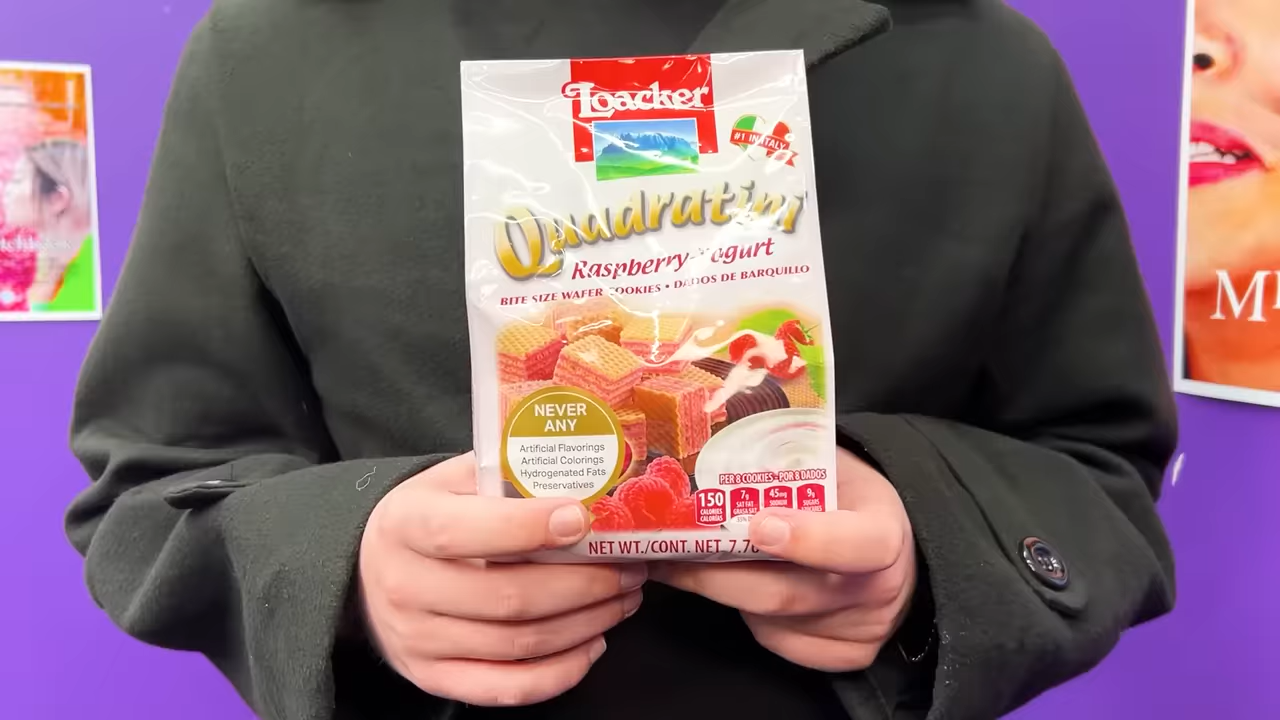 Loacker
#1 IN ITALY
Quadratini
Raspberry-Yogurt
BITE SIZE WAFER COOKIES • DADOS DE BARQUILLO
NEVER
ANY
Artificial Flavorings
Artificial Colorings
Hydrogenated Fats
Preservatives
PER 8 COOKIES - POR 8 DADOS
150
CALORIES
CALORÍAS
7g
SAT FAT
GRASA SAT
45mg
SODIUM
9g
SUGARS
AZÚCARES
NET WT./CONT. NET 7.76